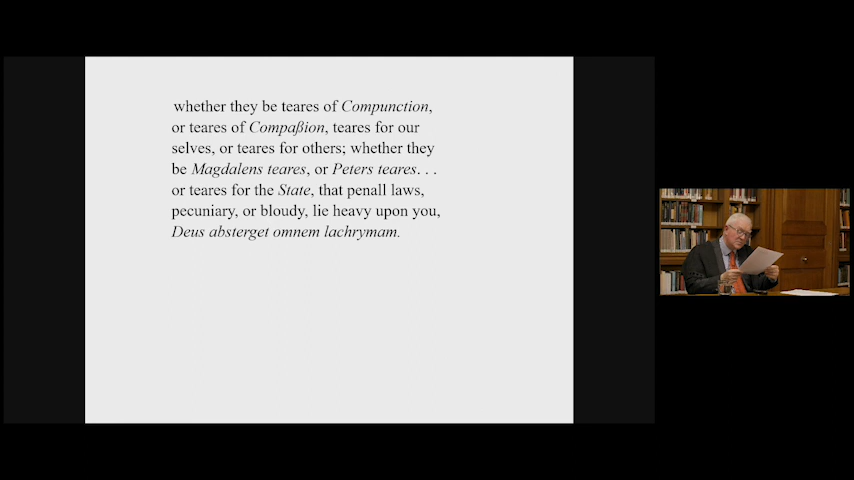 whether they be teares of Compunction,
or teares of Compaßion, teares for our
selves, or teares for others; whether they
be Magdalens teares, or Peters teares. . .
or teares for the State, that penall laws,
pecuniary, or bloudy, lie heavy upon you,
Deus absterget omnem lachrymam.